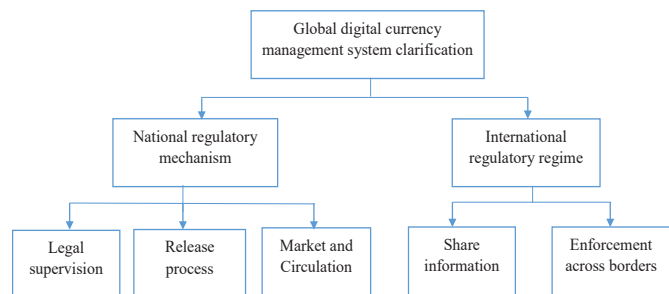 Global digital currency
management system clarification
National regulatory
mechanism
International
regulatory regime
Legal
supervision
Release
process
Market and
Circulation
Share
information
Enforcement
across borders